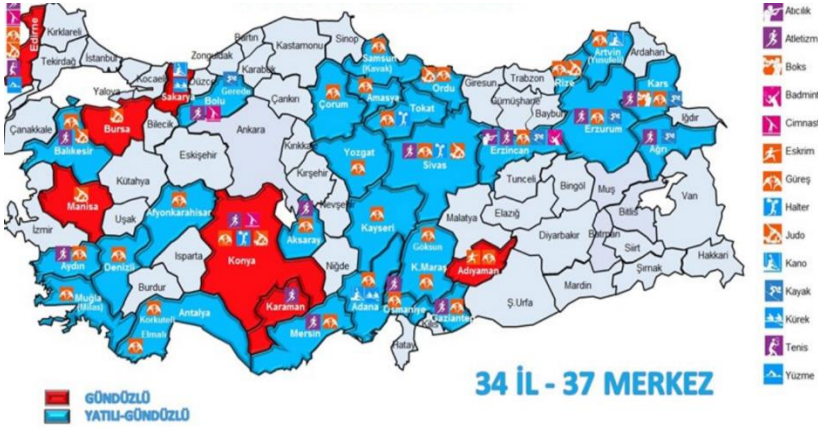 Edirne
Kırklareli
Tekirdağ
İstanbul
Kocaeli
Yalova
Sakarya
Düzce
Zonguldak
Bartın
Karabük
Kastamonu
Sinop
Samsun
(Kavak)
Ordu
Giresun
Trabzon
Rize
Artvin
(Yusufeli)
Ardahan
Kars
Iğdır
Ağrı
Erzurum
Bayburt
Gümüşhane
Erzincan
Sivas
Tokat
Amasya
Çorum
Çankırı
Gerede
Bolu
Bilecik
Bursa
Balıkesir
Çanakkale
Ankara
Eskişehir
Kütahya
Manisa
İzmir
Uşak
Afyonkarahisar
Kırşehir
Yozgat
Nevşehir
Aksaray
Kayseri
Malatya
Elazığ
Tunceli
Bingöl
Muş
Bitlis
Van
Hakkari
Şırnak
Siirt
Batman
Diyarbakır
Mardin
Ş.Urfa
Adıyaman
Göksun
K.Maraş
Gaziantep
Osmaniye
Hatay
Adana
Niğde
Mersin
Karaman
Konya
Isparta
Burdur
Antalya
Korkuteli
Elmalı
Denizli
Aydın
Muğla
(Milas)
34 İL - 37 MERKEZ
GÜNDÜZLÜ
YATILI-GÜNDÜZLÜ
Atıcılık
Atletizm
Boks
Badmint
Cimnast
Eskrim
Güreş
Halter
Judo
Kano
Kayak
Kürek
Tenis
Yüzme